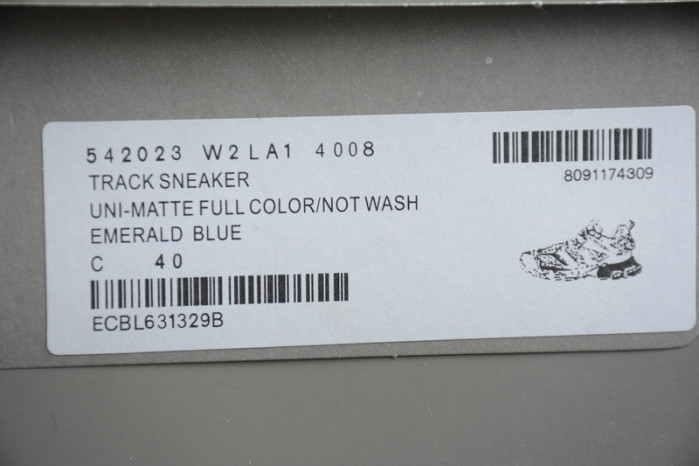 542023 W2LA1 4008
TRACK SNEAKER
UNI-MATTE FULL COLOR/NOT WASH
EMERALD BLUE
C 40
ECBL631329B
8091174309